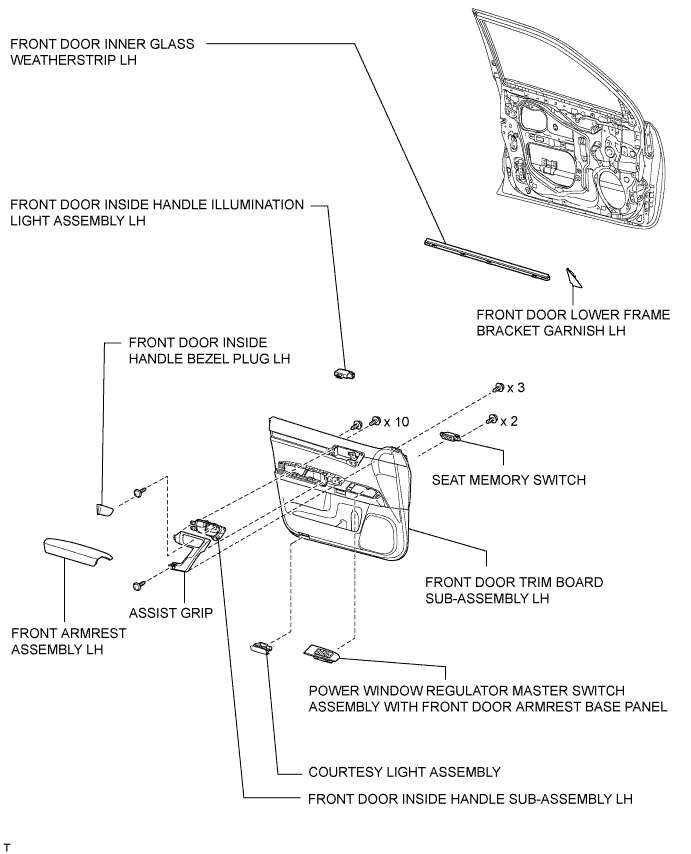 FRONT DOOR INNER GLASS
WEATHERSTRIP LH
FRONT DOOR INSIDE HANDLE ILLUMINATION
LIGHT ASSEMBLY LH
FRONT DOOR LOWER FRAME
BRACKET GARNISH LH
FRONT DOOR INSIDE
HANDLE BEZEL PLUG LH
x 3
x 10
x 2
SEAT MEMORY SWITCH
FRONT DOOR TRIM BOARD
SUB-ASSEMBLY LH
ASSIST GRIP
FRONT ARMREST
ASSEMBLY LH
POWER WINDOW REGULATOR MASTER SWITCH
ASSEMBLY WITH FRONT DOOR ARMREST BASE PANEL
COURTESY LIGHT ASSEMBLY
FRONT DOOR INSIDE HANDLE SUB-ASSEMBLY LH
T